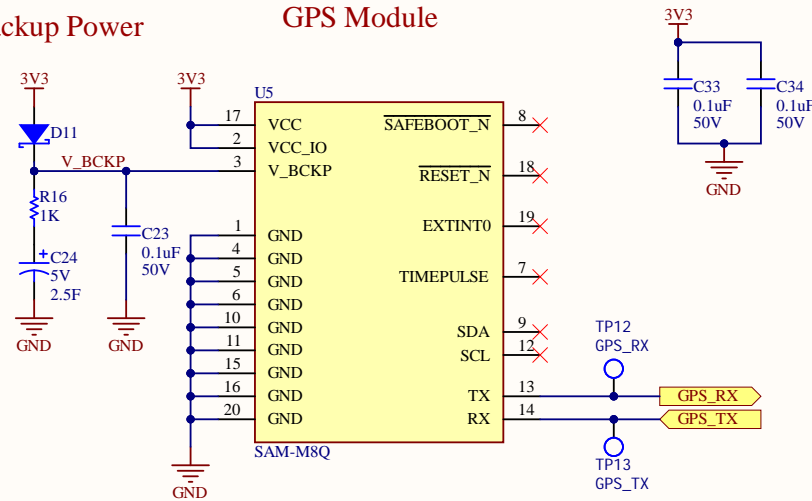 ackup Power
GPS Module
3V3
D11
V_BCKP
R16
1K
C24
5V
2.5F
GND
C23
0.1uF
50V
GND
3V3
U5
17 VCC
2 VCC_IO
3 V_BCKP
1 GND
4 GND
5 GND
6 GND
10 GND
11 GND
15 GND
16 GND
20 GND
SAFEBOOT_N 8
RESET_N 18
EXTINT0 19
TIMEPULSE 7
SDA 9
SCL 12
TX 13
RX 14
SAM-M8Q
GND
TP12
GPS_RX
GPS_RX
GPS_TX
TP13
GPS_TX
3V3
C33
0.1uF
50V
C34
0.1uF
50V
GND